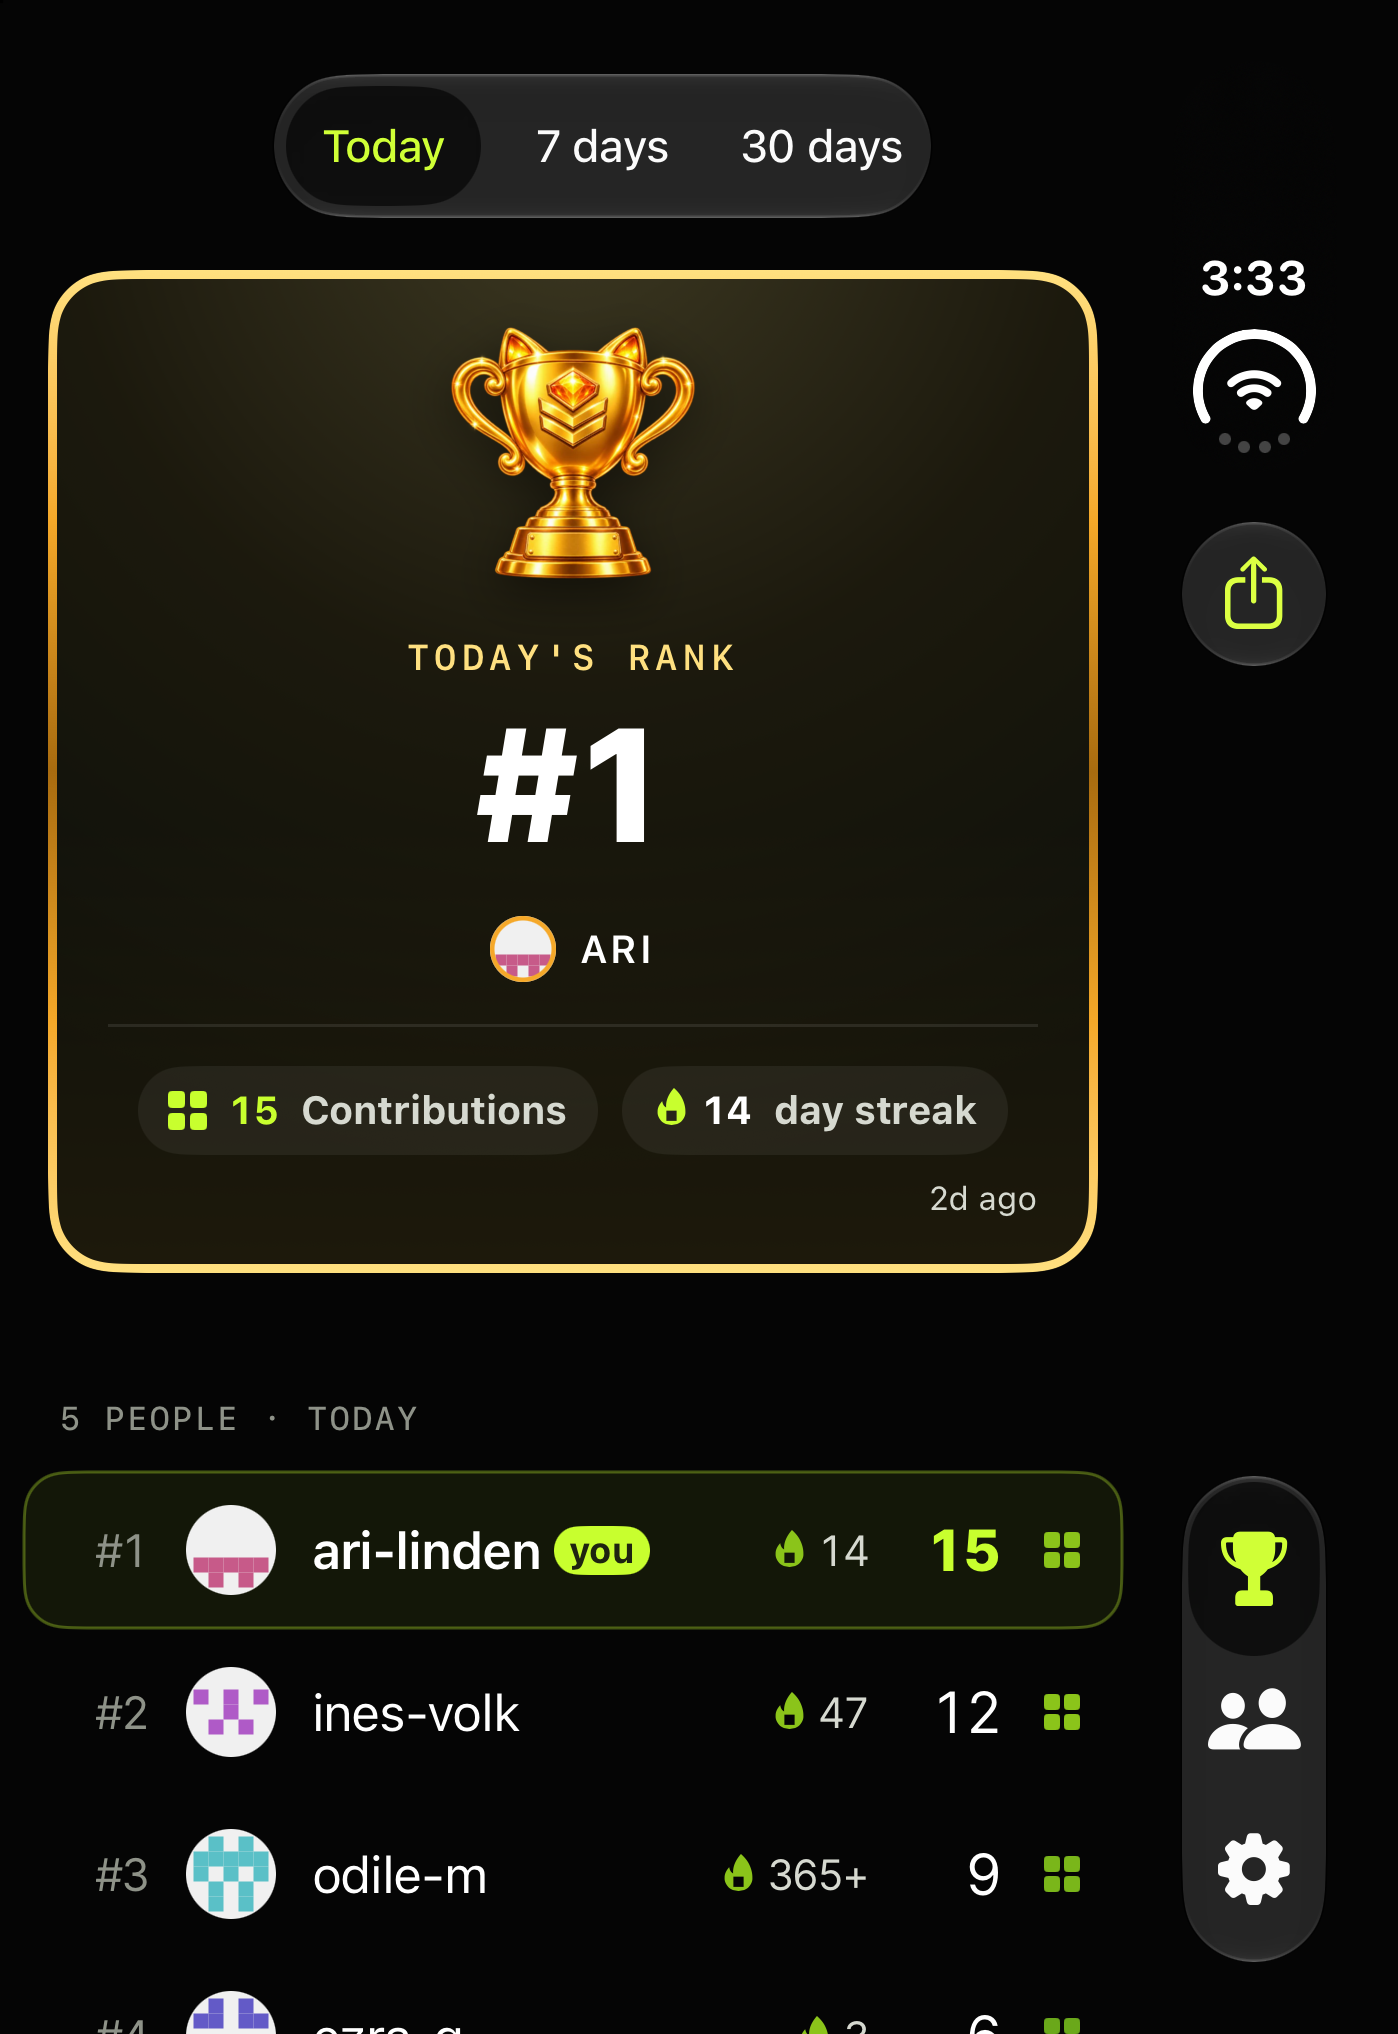 Today 7 days 30 days
3:33
TODAY'S RANK
#1
ARI
15 Contributions 14 day streak
2d ago
5 PEOPLE · TODAY
#1 ari-linden you 14 15
#2 ines-volk 47 12
#3 odile-m 365+ 9
#4